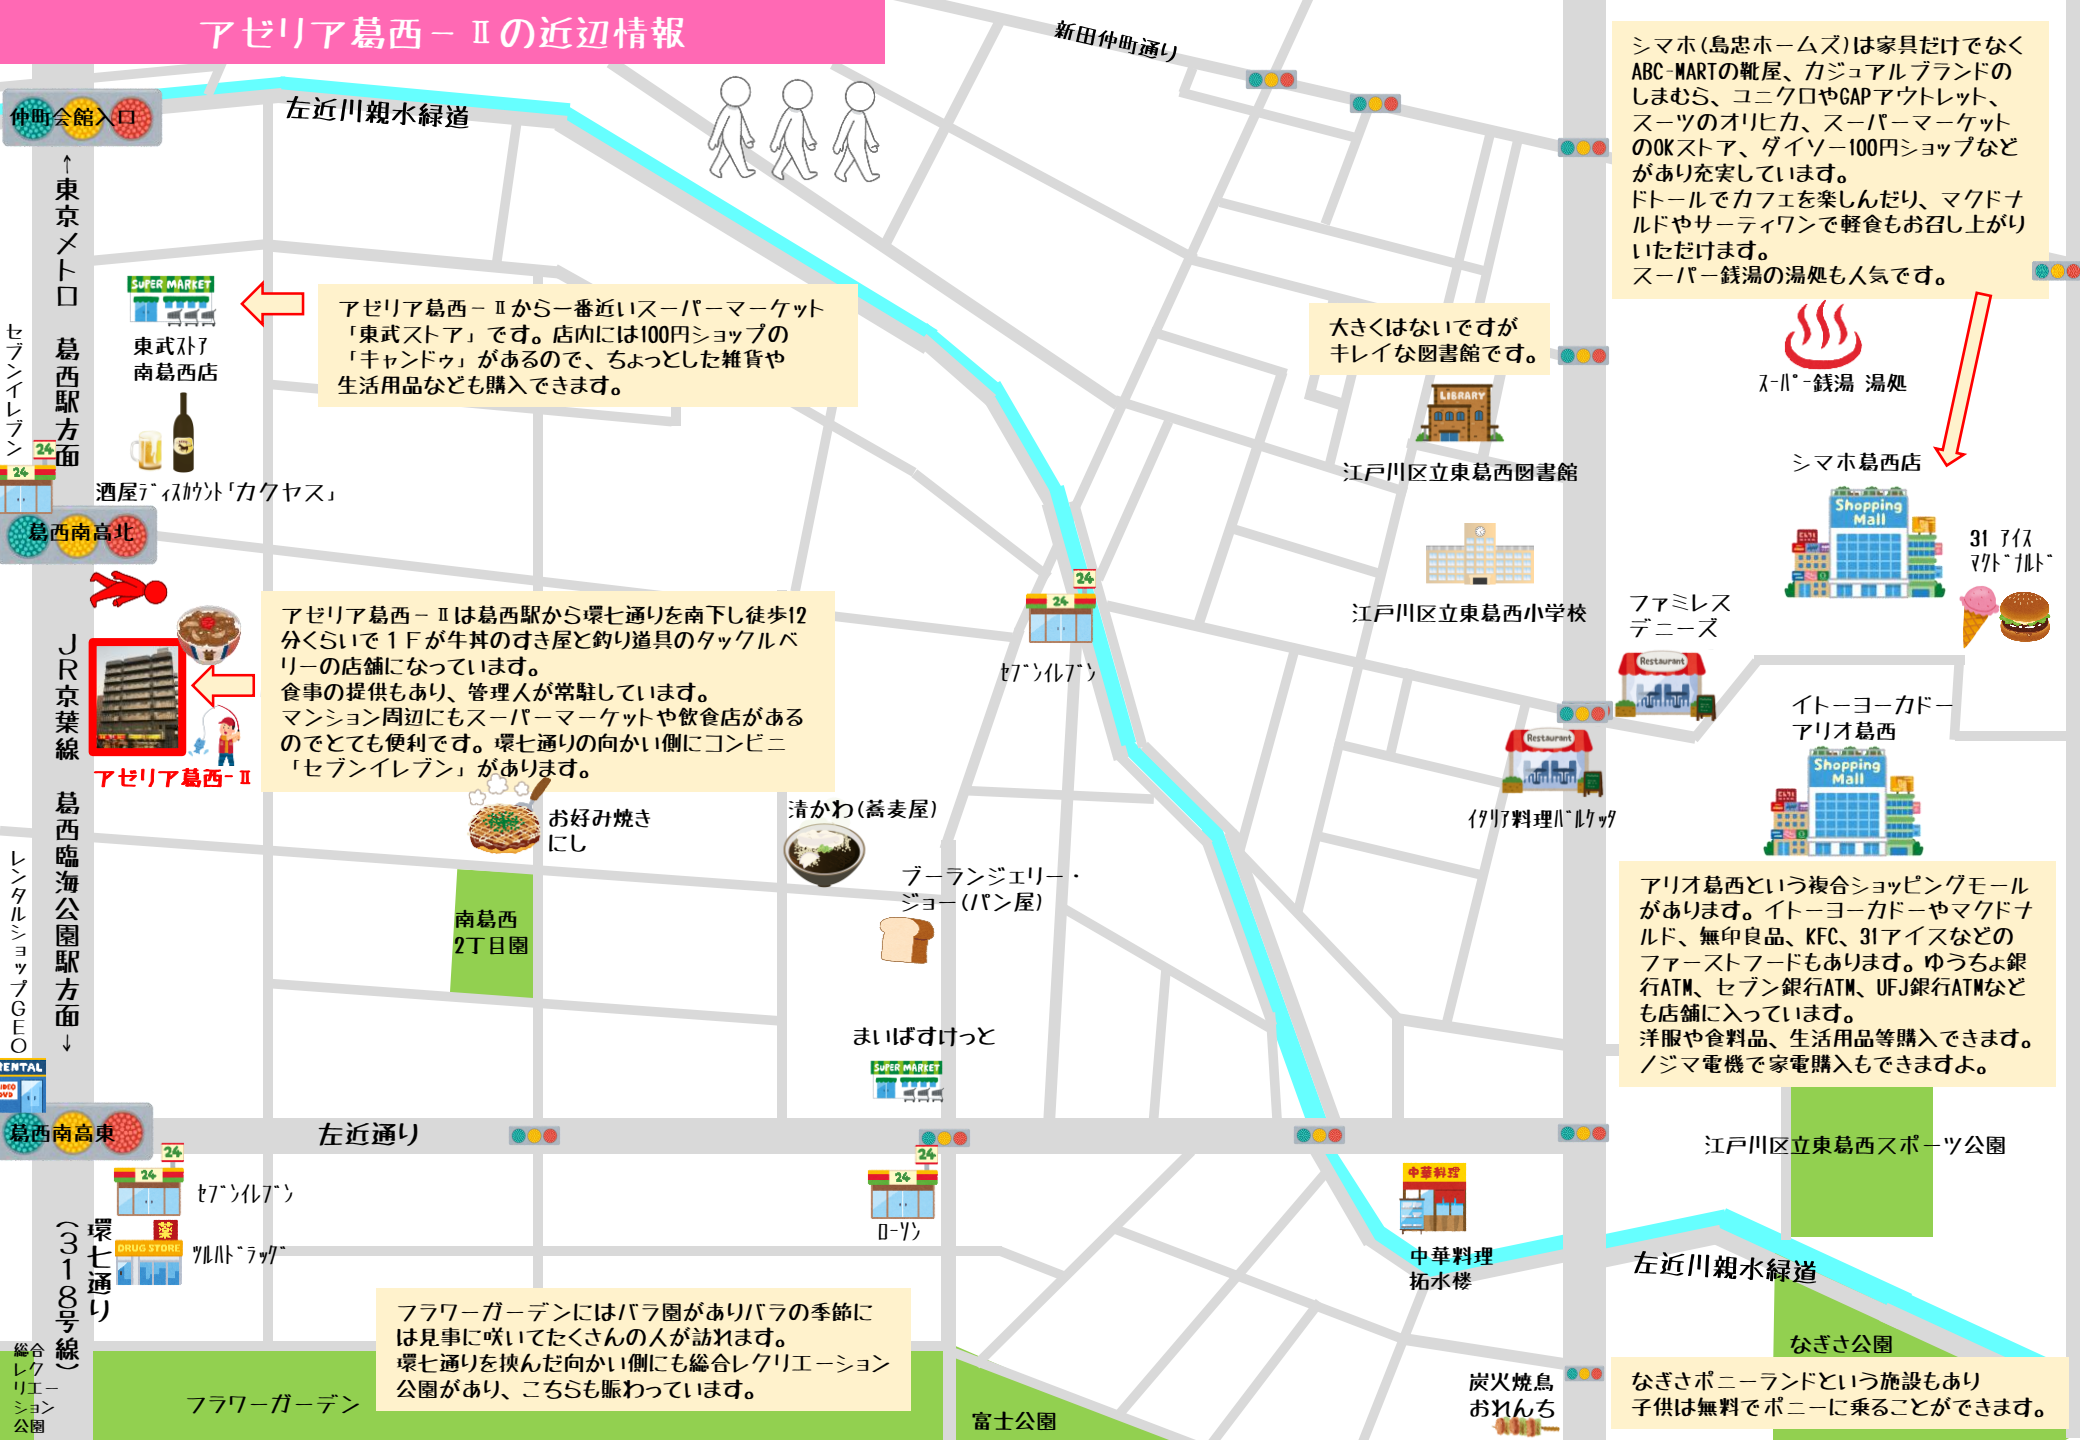 アゼリア葛西－Ⅱの近辺情報
新田仲町通り
シマホ(島忠ホームズ)は家具だけでなく
ABC-MARTの靴屋、カジュアルブランドの
しまむら、ユニクロやGAPアウトレット、
スーツのオリヒカ、スーパーマーケット
のOKストア、ダイソー100円ショップなど
があり充実しています。
ドトールでカフェを楽しんだり、マクドナ
ルドやサーティワンで軽食もお召し上がり
いただけます。
スーパー銭湯の湯処も人気です。
仲町会館入口
左近川親水緑道
←東京メトロ 葛西駅方面
セブンイレブン
24
24
SUPER MARKET
東武ｽﾄｱ
南葛西店
アゼリア葛西－Ⅱから一番近いスーパーマーケット
「東武ストア」です。店内には100円ショップの
「キャンドゥ」があるので、ちょっとした雑貨や
生活用品なども購入できます。
大きくはないですが
キレイな図書館です。
LIBRARY
江戸川区立東葛西図書館
ｽｰﾊﾟｰ銭湯 湯処
シマホ葛西店
Shopping
Mall
31 ｱｲｽ
ﾏｸﾄﾞﾅﾙﾄﾞ
酒屋ﾃﾞｨｽｶｳﾝﾄ「カクヤス」
葛西南高北
江戸川区立東葛西小学校
ファミレス
デニーズ
Restaurant
アゼリア葛西－Ⅱは葛西駅から環七通りを南下し徒歩12
分くらいで１Ｆが牛丼のすき屋と釣り道具のタックルベ
リーの店舗になっています。
食事の提供もあり、管理人が常駐しています。
マンション周辺にもスーパーマーケットや飲食店がある
のでとても便利です。環七通りの向かい側にコンビニ
「セブンイレブン」があります。
24
24
ｾﾌﾞﾝｲﾚﾌﾞﾝ
アゼリア葛西-Ⅱ
JR京葉線 葛西臨海公園駅方面→
イトーヨーカドー
アリオ葛西
Shopping
Mall
Restaurant
ｲﾀﾘｱ料理ﾊﾞﾙｹｯﾀ
お好み焼き
にし
清かわ(蕎麦屋)
ブーランジェリー・
ジョー(パン屋)
南葛西
2丁目園
アリオ葛西という複合ショッピングモール
があります。イトーヨーカドーやマクドナ
ルド、無印良品、KFC、31アイスなどの
ファーストフードもあります。ゆうちょ銀
行ATM、セブン銀行ATM、UFJ銀行ATMなど
も店舗に入っています。
洋服や食料品、生活用品等購入できます。
ノジマ電機で家電購入もできますよ。
レンタルショップGEO
RENTAL
VIDEO
DVD
まいばすけっと
SUPER MARKET
葛西南高東
左近通り
江戸川区立東葛西スポーツ公園
24
24
ｾﾌﾞﾝｲﾚﾌﾞﾝ
24
24
ﾛｰｿﾝ
中華料理
中華料理
拓水楼
薬
DRUG STORE
ﾂﾙﾊﾄﾞﾗｯｸﾞ
環七通り
(318号線)
左近川親水緑道
なぎさ公園
フラワーガーデンにはバラ園がありバラの季節に
は見事に咲いてたくさんの人が訪れます。
環七通りを挟んだ向かい側にも総合レクリエーション
公園があり、こちらも賑わっています。
総合
レク
リエー
ション
公園
フラワーガーデン
富士公園
炭火焼鳥
おれんち
なぎさポニーランドという施設もあり
子供は無料でポニーに乗ることができます。